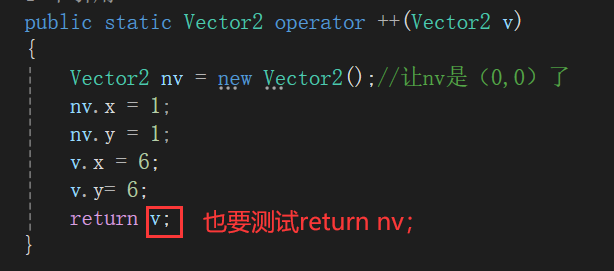 public static Vector2 operator ++(Vector2 v)
{
Vector2 nv = new Vector2();//让nv是（0,0）了
nv.x = 1;
nv.y = 1;
v.x = 6;
v.y= 6;
return v; 也要测试return nv;
}